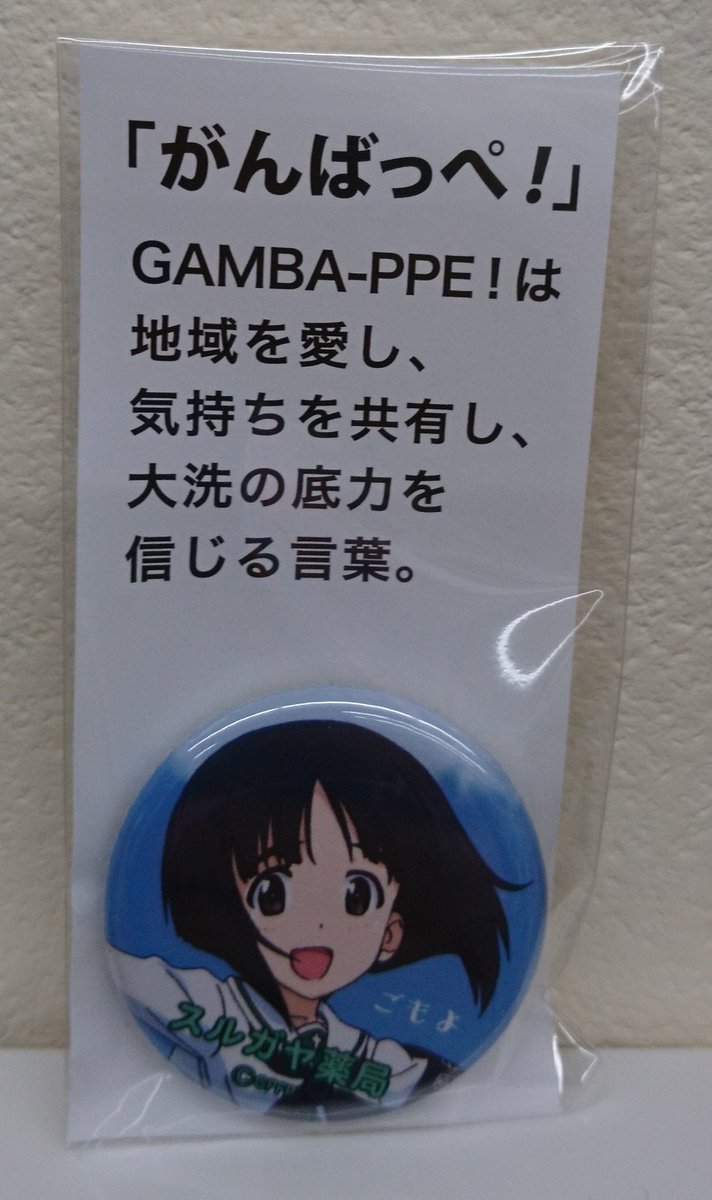 「がんばっぺ！」
GAMBA-PPE！は
地域を愛し、
気持ちを共有し、
大洗の底力を
信じる言葉。
ごもよ
スルガヤ薬局